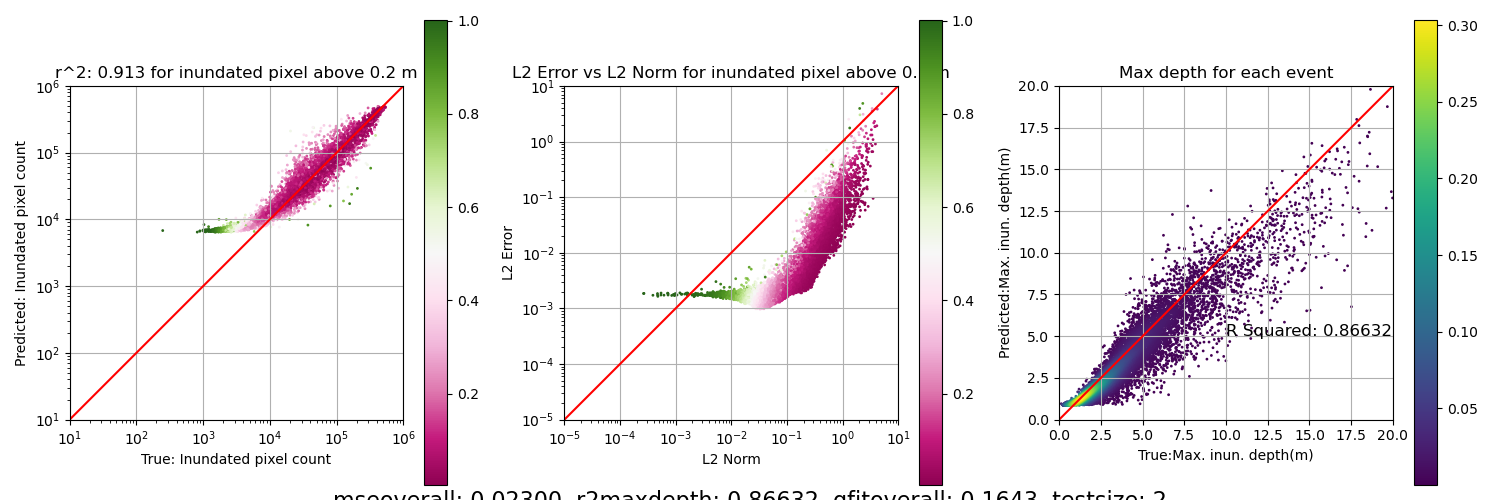 r^2: 0.913 for inundated pixel above 0.2 m
10^6
10^5
10^4
10^3
10^2
10^1
10^1 10^2 10^3 10^4 10^5 10^6
Predicted: Inundated pixel count
True: Inundated pixel count
1.0
0.8
0.6
0.4
0.2
L2 Error vs L2 Norm for inundated pixel above 0.
10^1
10^0
10^−1
10^−2
10^−3
10^−4
10^−5
10^−5 10^−4 10^−3 10^−2 10^−1 10^0 10^1
L2 Error
L2 Norm
1.0
0.8
0.6
0.4
0.2
Max depth for each event
20.0
17.5
15.0
12.5
10.0
7.5
5.0
2.5
0.0
0.0 2.5 5.0 7.5 10.0 12.5 15.0 17.5 20.0
Predicted:Max. inun. depth(m)
True:Max. inun. depth(m)
R Squared: 0.86632
0.30
0.25
0.20
0.15
0.10
0.05
mseoverall: 0.02300, r2maxdepth: 0.86632, gfitoverall: 0.1643, testsize: 2